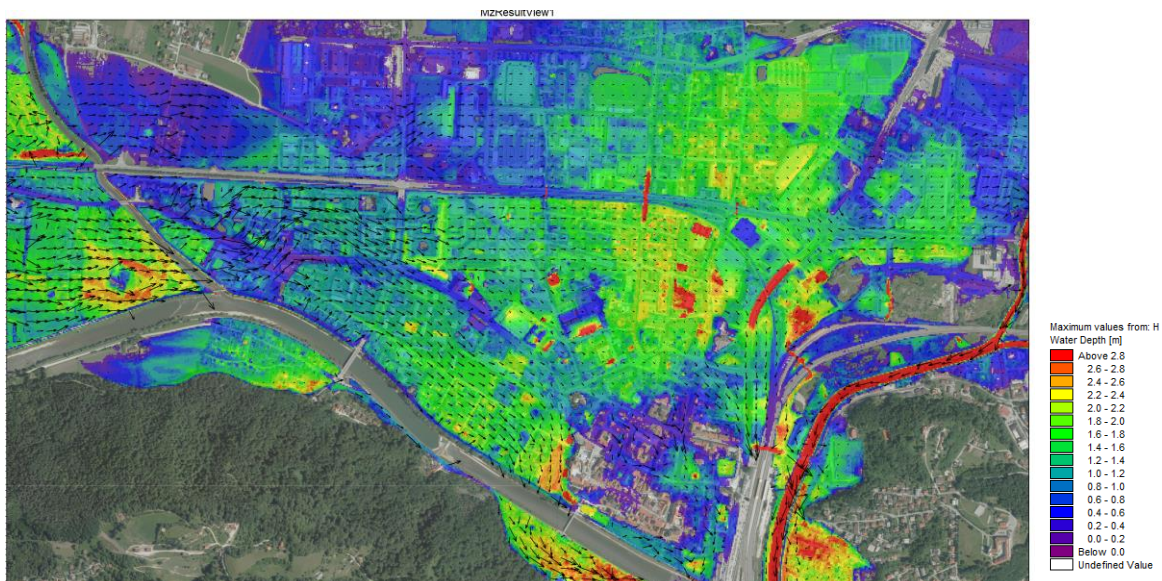 MzResultView1
Maximum values from: H
Water Depth [m]
Above 2.8
2.6 - 2.8
2.4 - 2.6
2.2 - 2.4
2.0 - 2.2
1.8 - 2.0
1.6 - 1.8
1.4 - 1.6
1.2 - 1.4
1.0 - 1.2
0.8 - 1.0
0.6 - 0.8
0.4 - 0.6
0.2 - 0.4
0.0 - 0.2
Below 0.0
Undefined Value